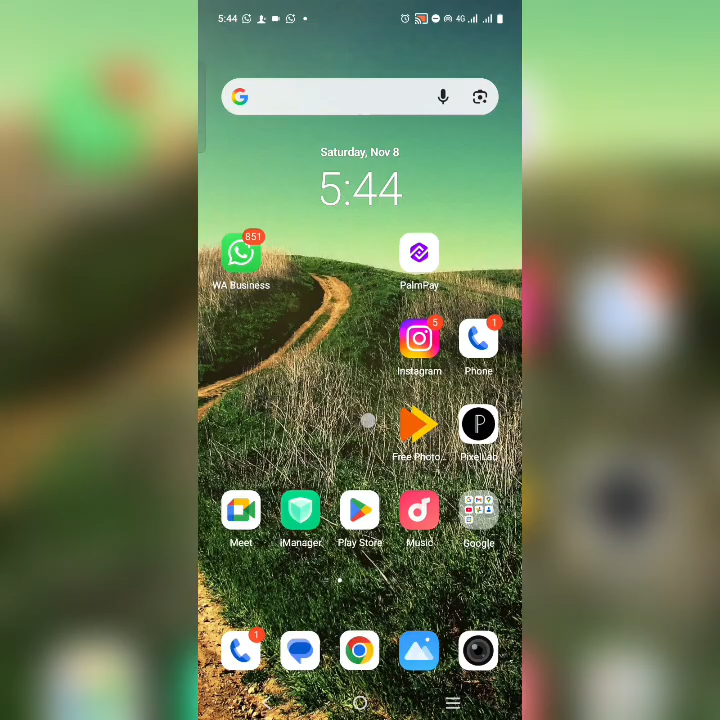 5:44
4G
Saturday, Nov 8
5:44
851
WA Business
PalmPay
5
Instagram
1
Phone
Free Photo...
PixelLab
Meet
iManager
Play Store
Music
Google
1